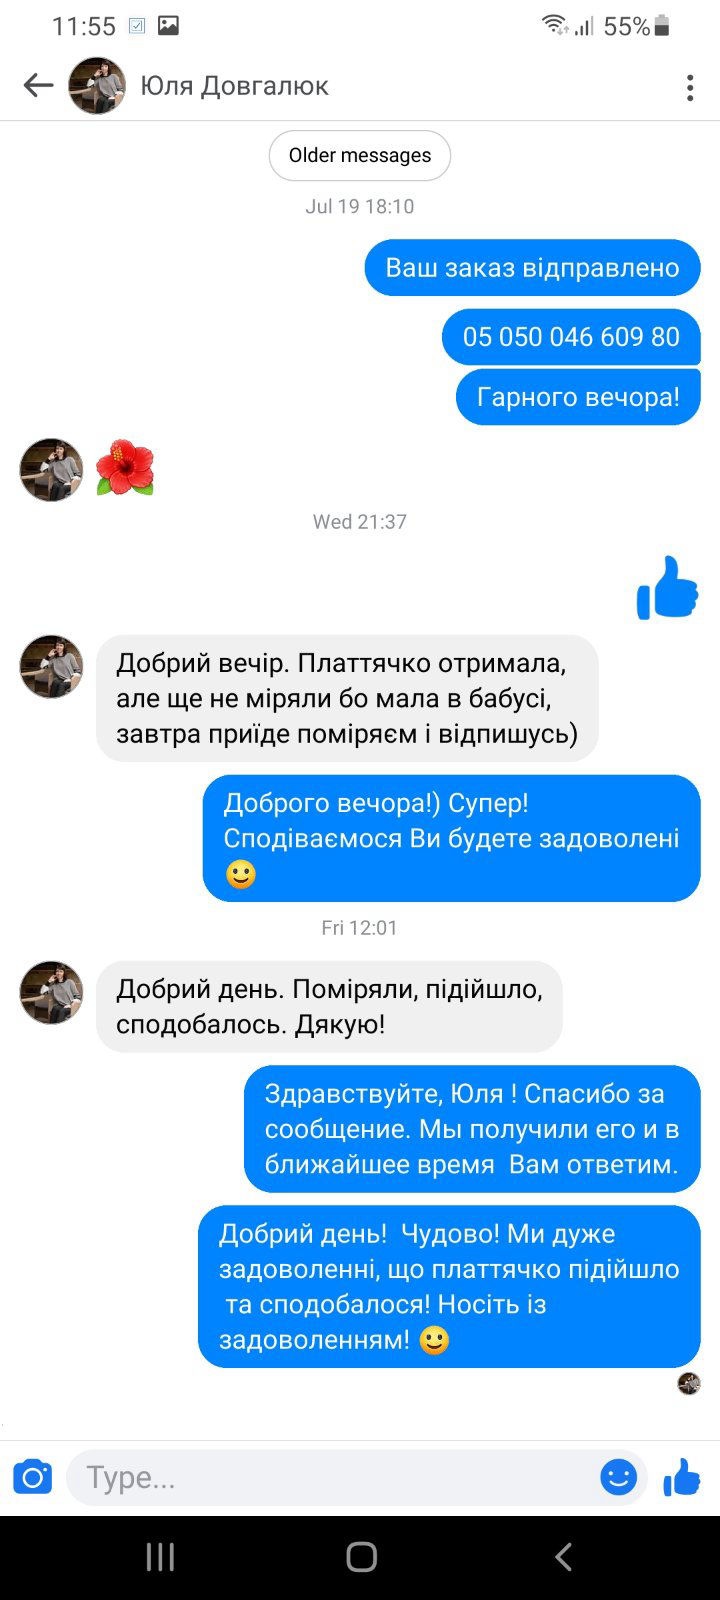 11:55
55%
Юля Довгалюк
Older messages
Jul 19 18:10
Ваш заказ відправлено
05 050 046 609 80
Гарного вечора!
Wed 21:37
Добрий вечір. Платтячко отримала,
але ще не міряли бо мала в бабусі,
завтра приїде поміряєм і відпишусь)
Доброго вечора!) Супер!
Сподіваємося Ви будете задоволені
🙂
Fri 12:01
Добрий день. Поміряли, підійшло,
сподобалось. Дякую!
Здравствуйте, Юля ! Спасибо за
сообщение. Мы получили его и в
ближайшее время  Вам ответим.
Добрий день!  Чудово! Ми дуже
задоволенні, що платтячко підійшло
та сподобалося! Носіть із
задоволенням! 🙂
Type...